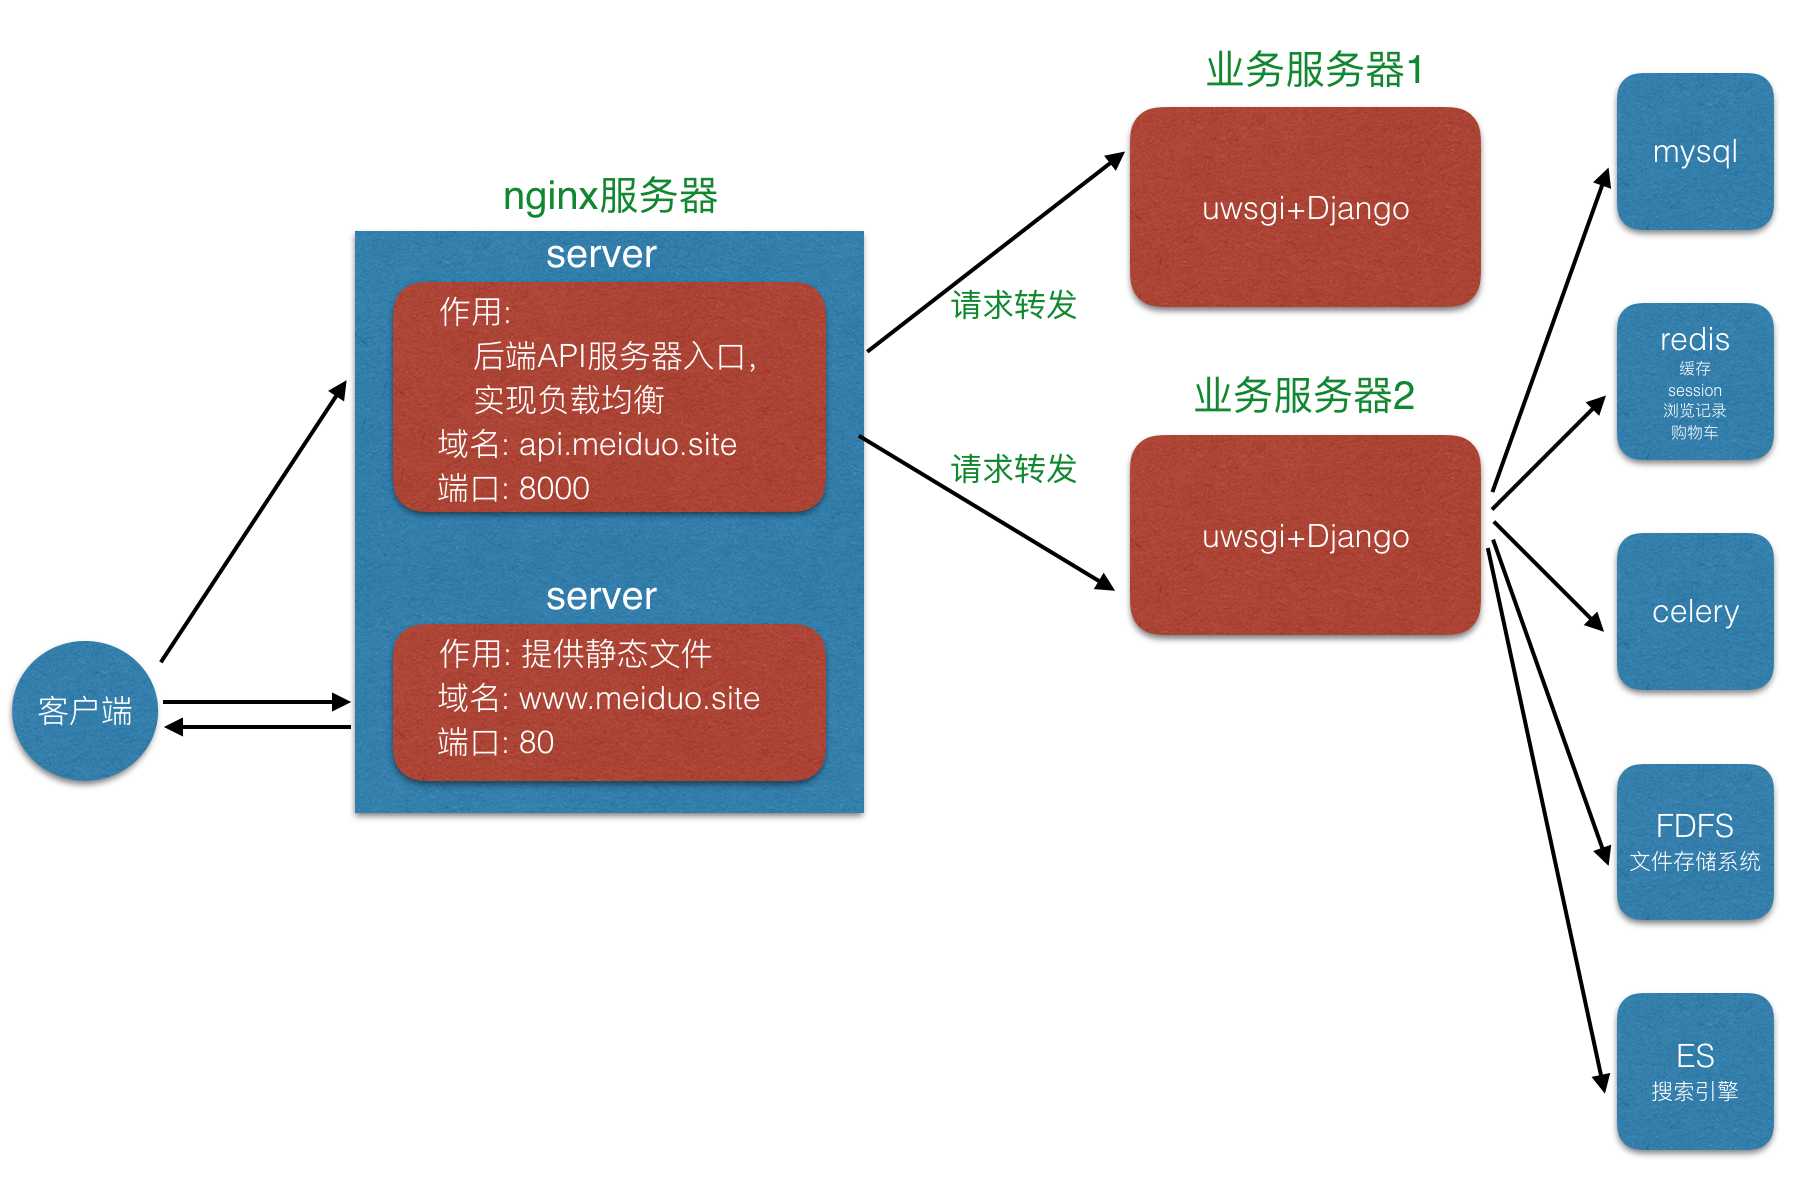 客户端
nginx服务器
server
作用:
后端API服务器入口,
实现负载均衡
域名: api.meiduo.site
端口: 8000
server
作用: 提供静态文件
域名: www.meiduo.site
端口: 80
请求转发
请求转发
业务服务器1
uwsgi+Django
业务服务器2
uwsgi+Django
mysql
redis
缓存
session
浏览记录
购物车
celery
FDFS
文件存储系统
ES
搜索引擎